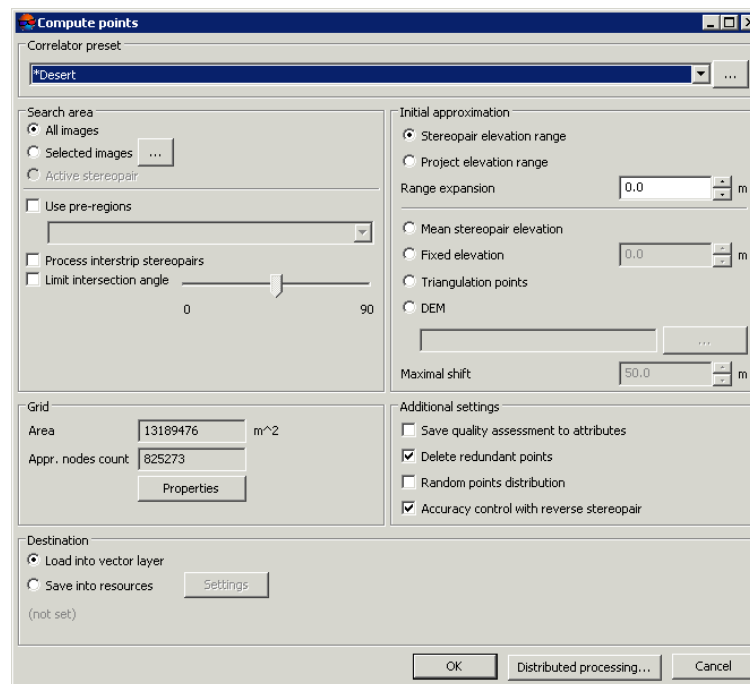 Compute points
Correlator preset
*Desert
...
Search area
All images
Selected images ...
Active stereopair
Use pre-regions
Process interstrip stereopairs
Limit intersection angle
0 90
Initial approximation
Stereopair elevation range
Project elevation range
Range expansion 0.0 m
Mean stereopair elevation
Fixed elevation 0.0 m
Triangulation points
DEM
...
Maximal shift 50.0 m
Grid
Area 13189476 m^2
Appr. nodes count 825273
Properties
Additional settings
Save quality assessment to attributes
Delete redundant points
Random points distribution
Accuracy control with reverse stereopair
Destination
Load into vector layer
Save into resources Settings
(not set)
OK Distributed processing... Cancel